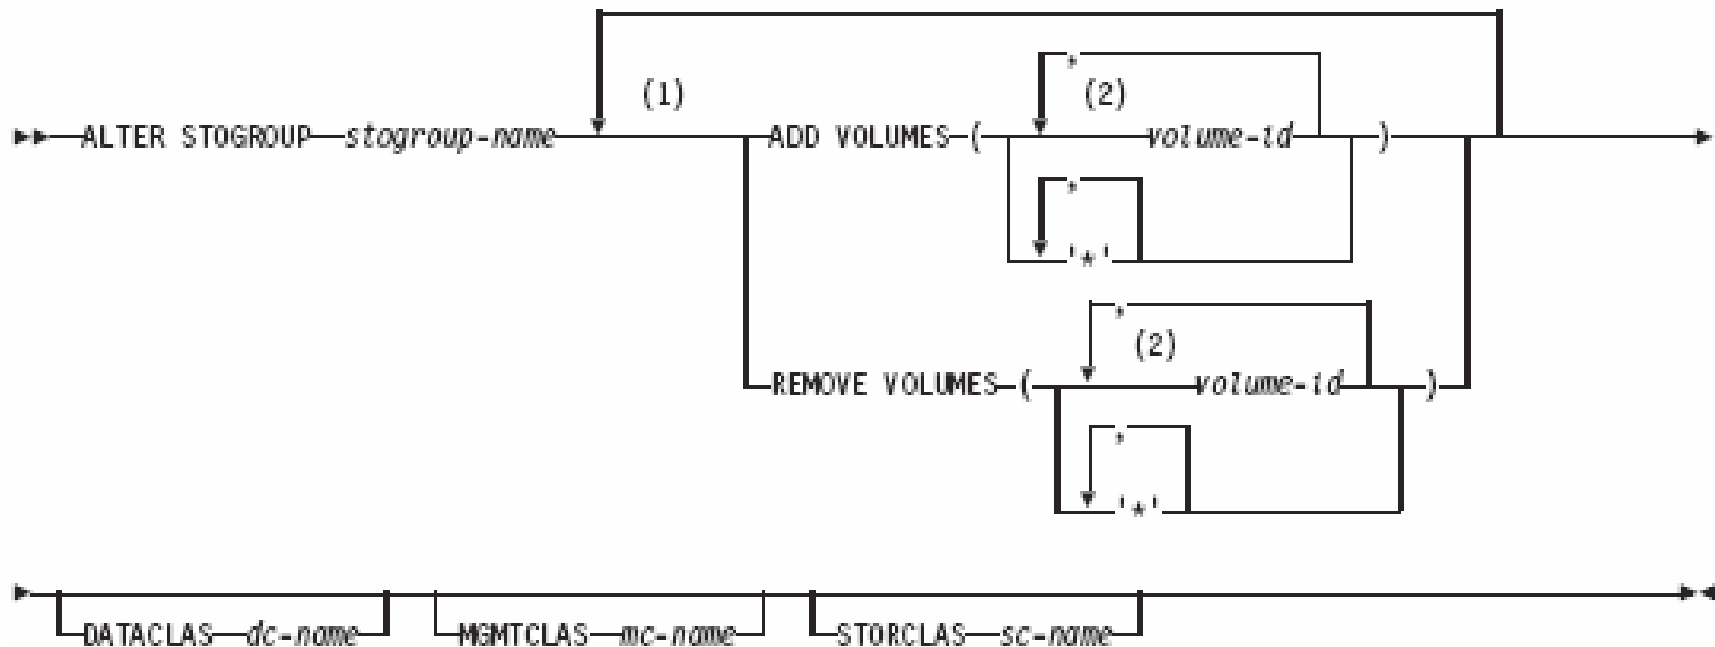 ,
(1) (2)
ALTER STOGROUP stogroup-name ADD VOLUMES ( volume-id )
,
'*'
,
(2)
REMOVE VOLUMES ( volume-id )
,
'*'
DATACLAS dc-name MGMTCLAS mc-name STORCLAS sc-name